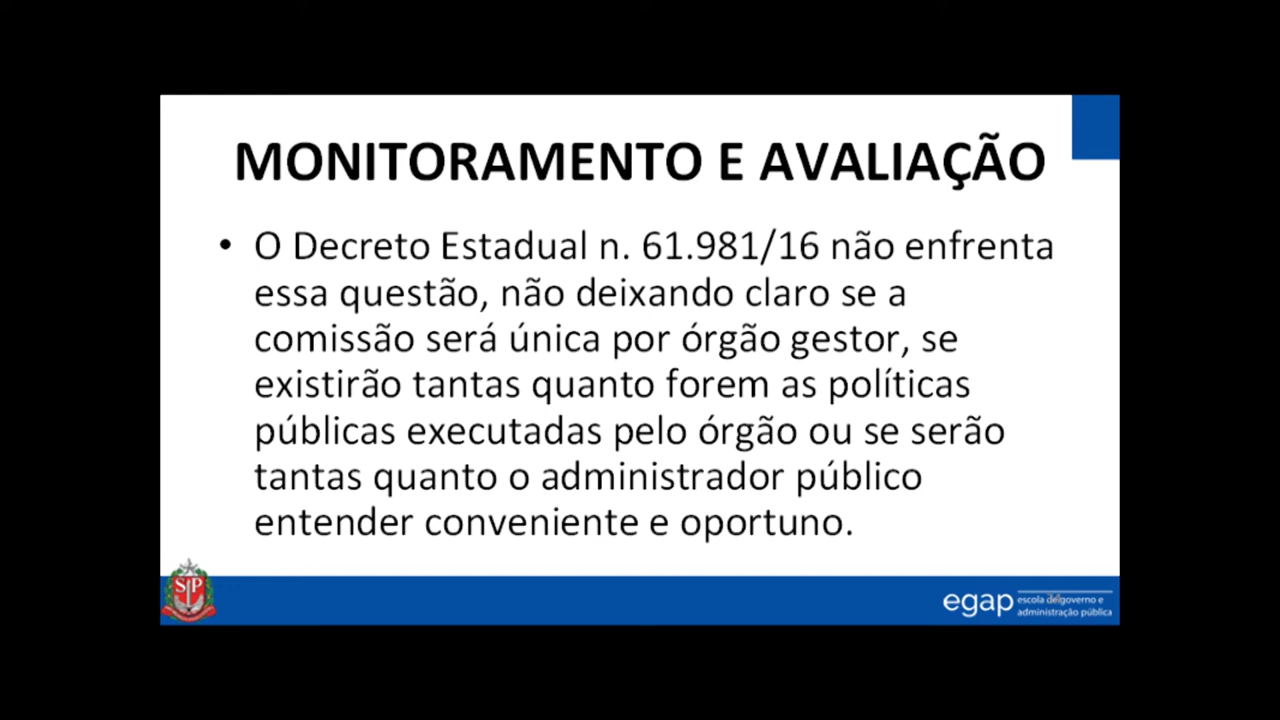 MONITORAMENTO E AVALIAÇÃO
• O Decreto Estadual n. 61.981/16 não enfrenta
essa questão, não deixando claro se a
comissão será única por órgão gestor, se
existirão tantas quanto forem as políticas
públicas executadas pelo órgão ou se serão
tantas quanto o administrador público
entender conveniente e oportuno.
SP
egap
escola de governo e
administração pública